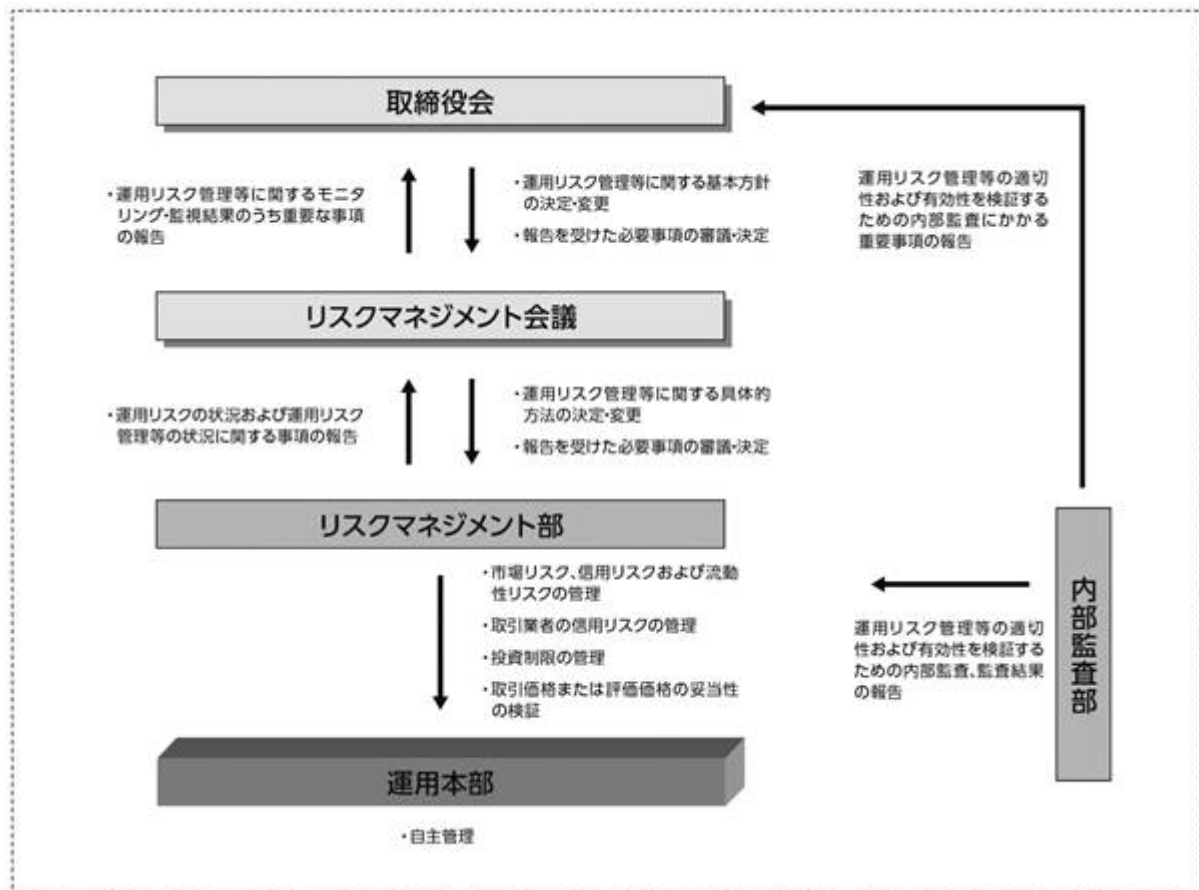 取締役会
・運用リスク管理等に関するモニタ
リング・監視結果のうち重要な事項
の報告
・運用リスク管理等に関する基本方針
の決定・変更
・報告を受けた必要事項の審議・決定
運用リスク管理等の適切
性および有効性を検証す
るための内部監査にかかる
重要事項の報告
リスクマネジメント会議
・運用リスクの状況および運用リスク
管理等の状況に関する事項の報告
・運用リスク管理等に関する具体的
方法の決定・変更
・報告を受けた必要事項の審議・決定
リスクマネジメント部
・市場リスク、信用リスクおよび流動
性リスクの管理
・取引業者の信用リスクの管理
・投資制限の管理
・取引価格または評価価格の妥当性
の検証
運用リスク管理等の適切
性および有効性を検証する
ための内部監査、監査結果
の報告
内部監査部
運用本部
・自主管理